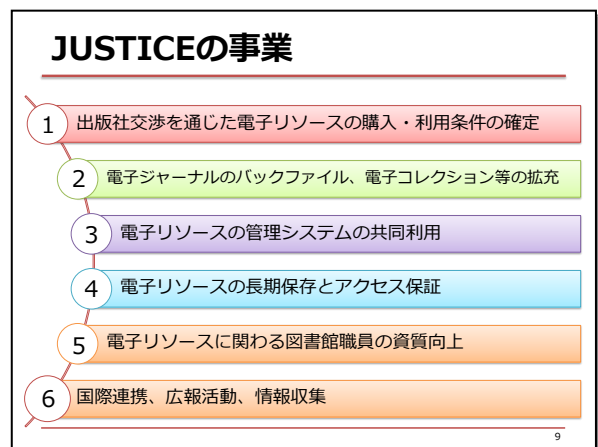 JUSTICEの事業
1 出版社交渉を通じた電子リソースの購入・利用条件の確定
2 電子ジャーナルのバックファイル、電子コレクション等の拡充
3 電子リソースの管理システムの共同利用
4 電子リソースの長期保存とアクセス保証
5 電子リソースに関わる図書館職員の資質向上
6 国際連携、広報活動、情報収集
9